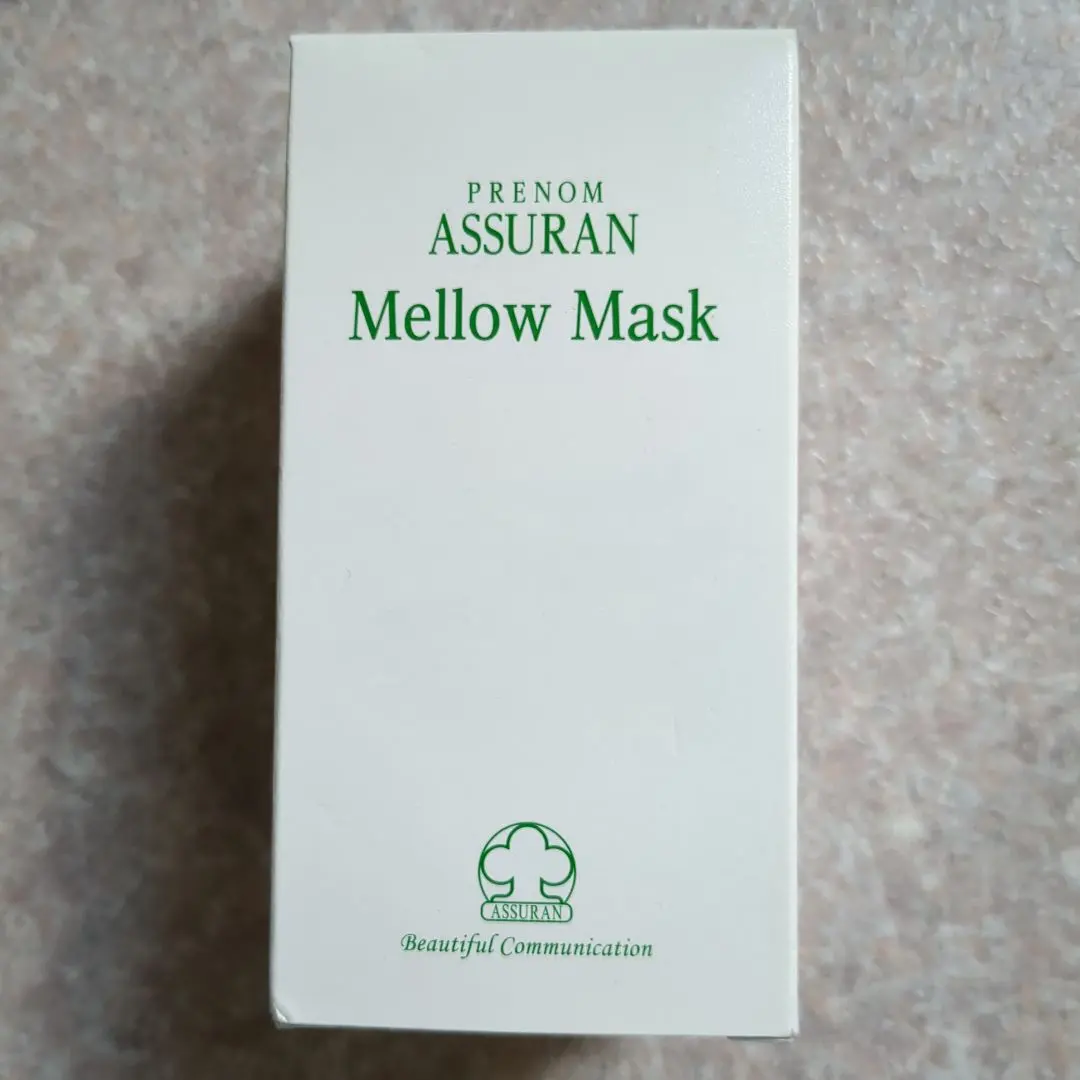 PRENOM
ASSURAN
Mellow Mask
ASSURAN
Beautiful Communication